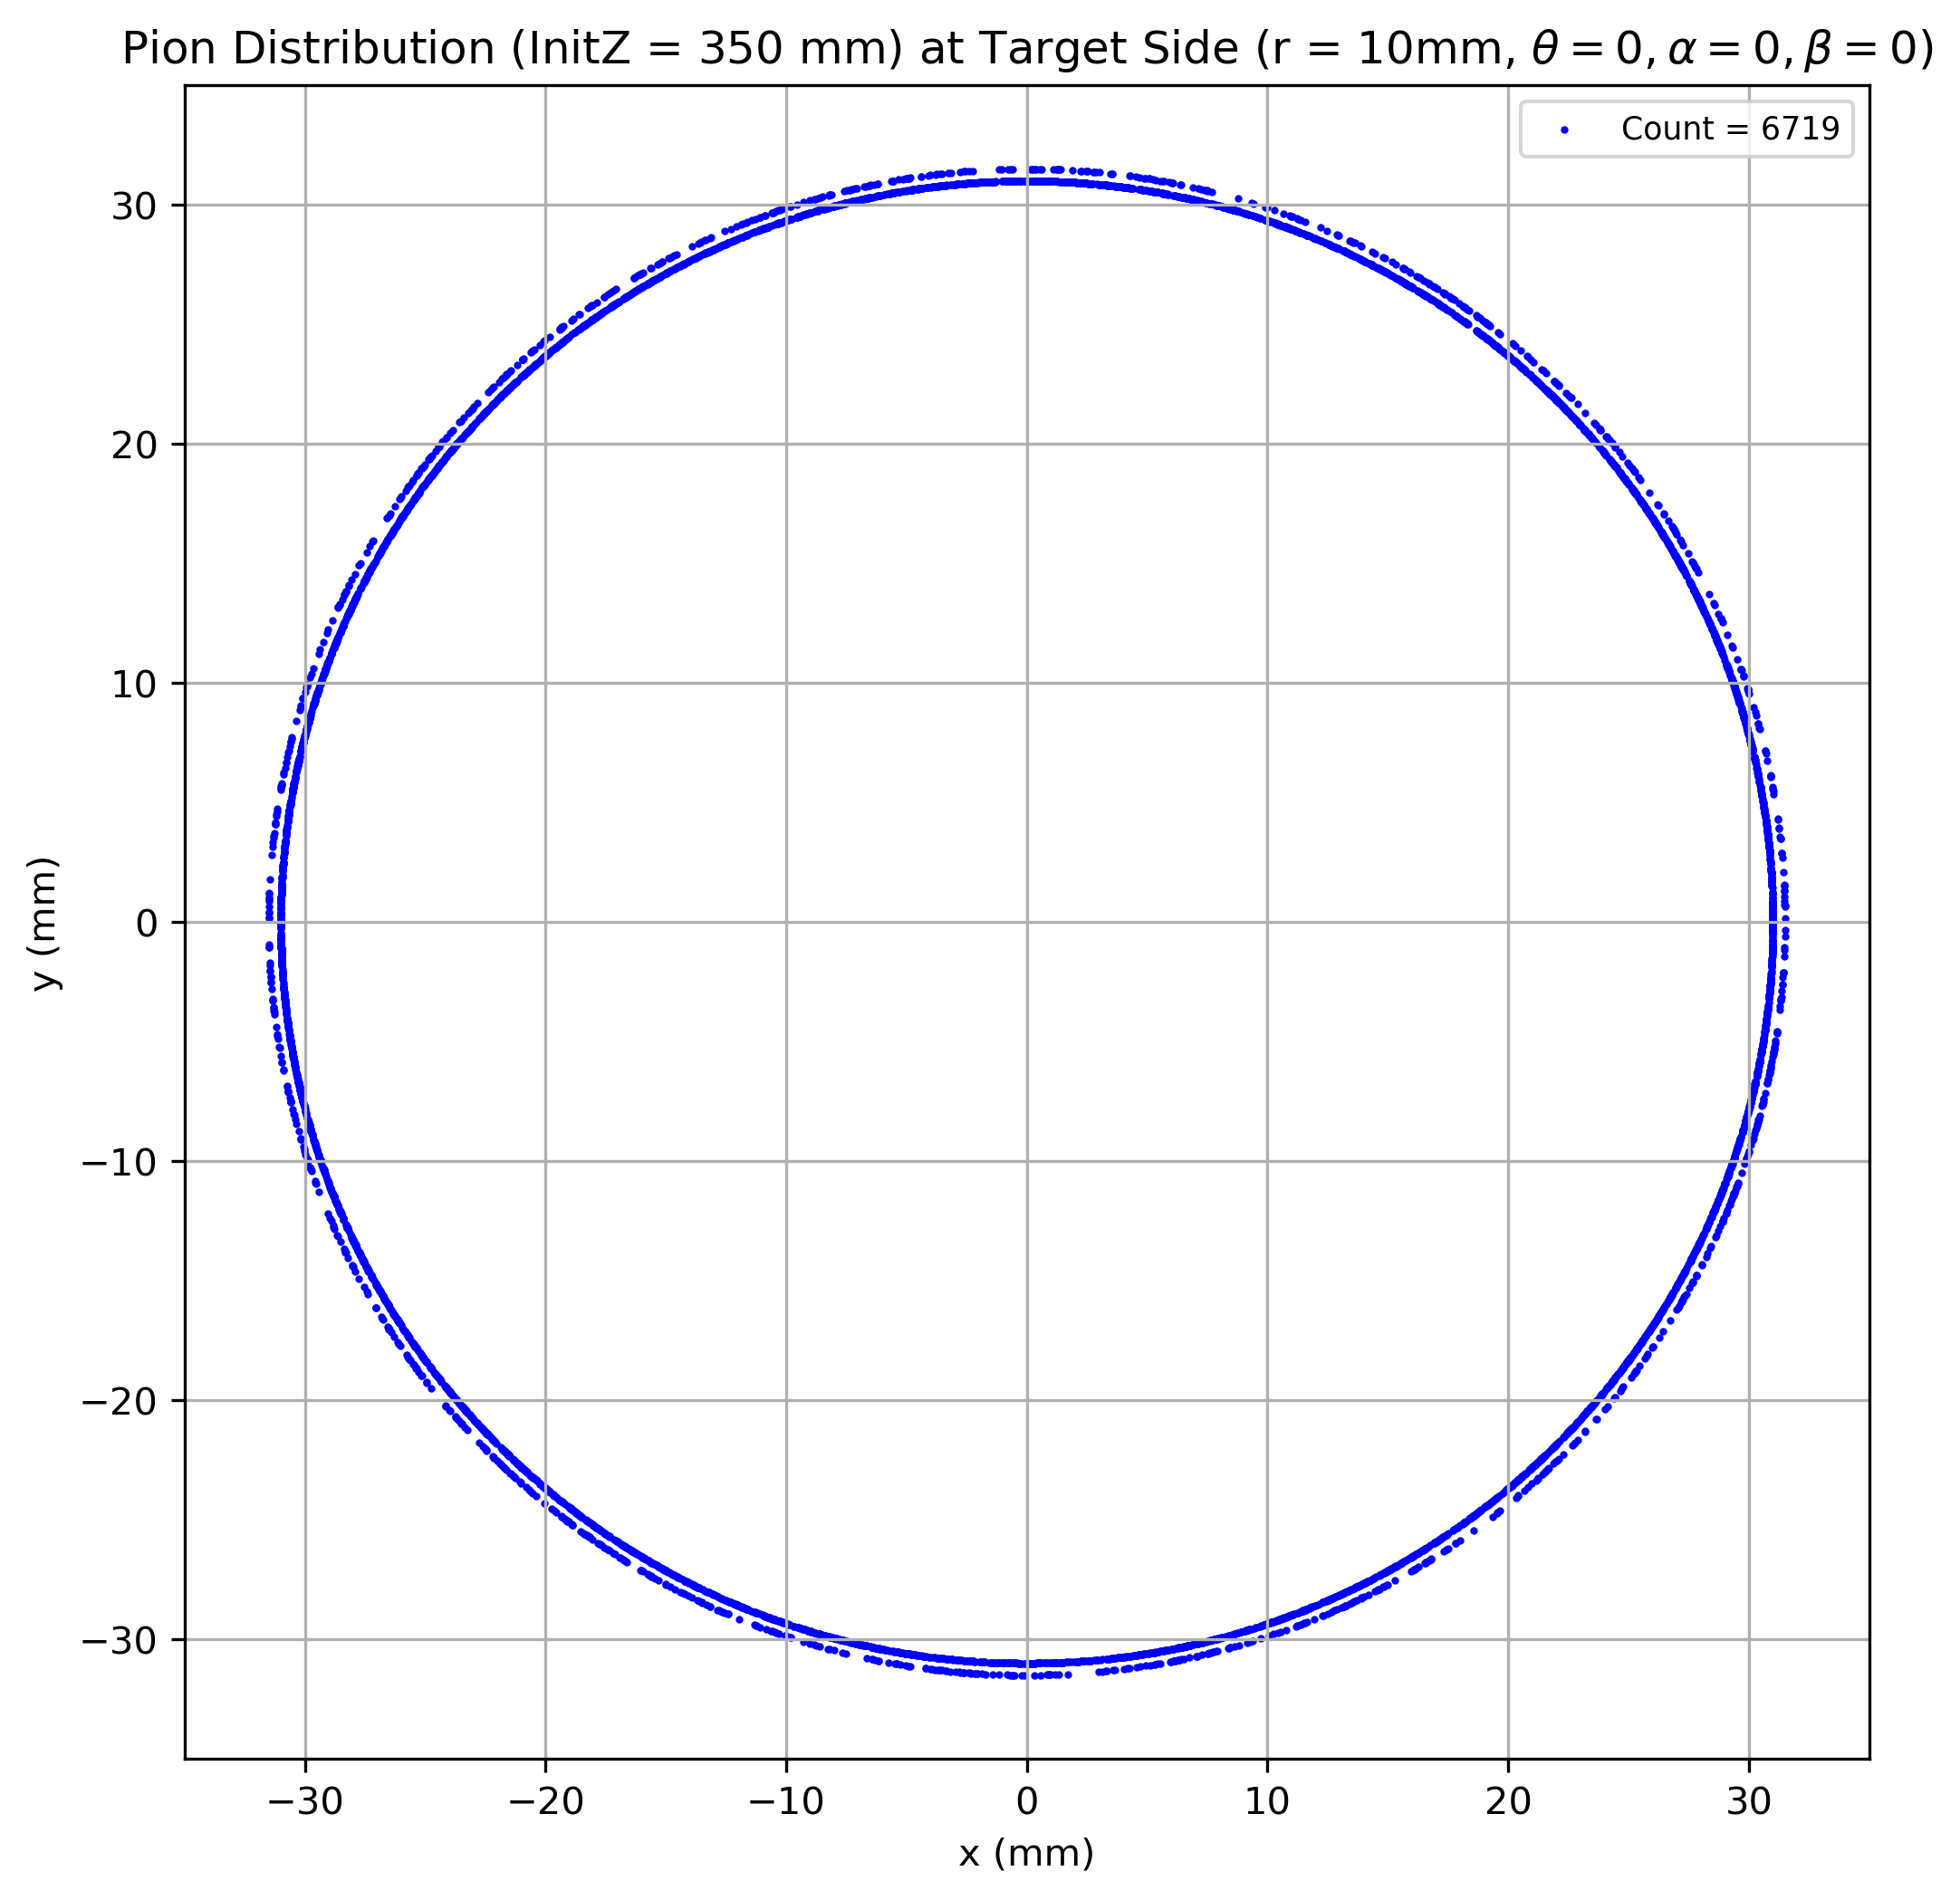 Pion Distribution (InitZ = 350 mm) at Target Side (r = 10mm, θ = 0, α = 0, β = 0)
Count = 6719
30
20
10
0
−10
−20
−30
y (mm)
−30 −20 −10 0 10 20 30
x (mm)